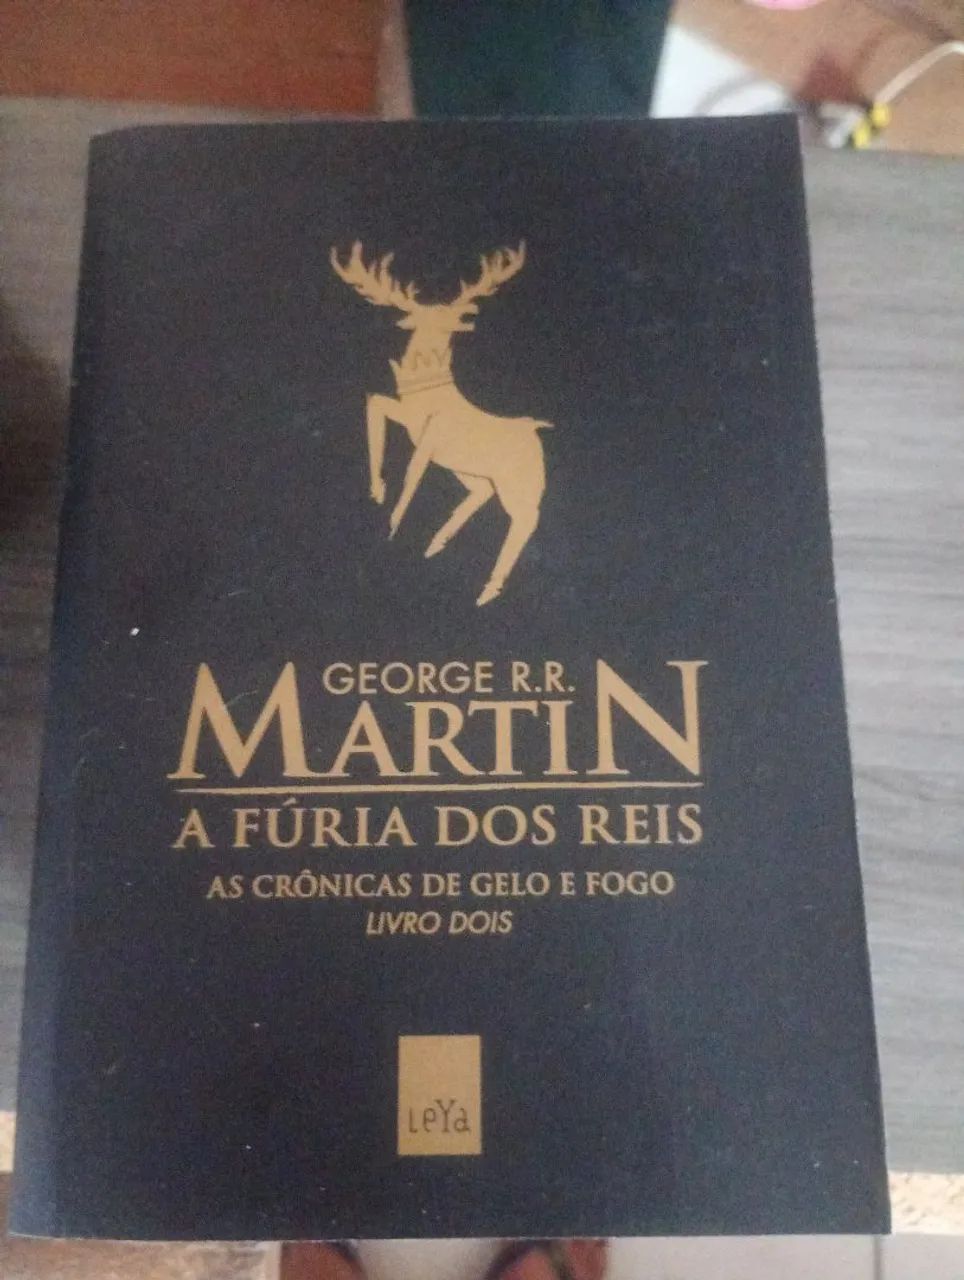 GEORGE R.R.
MARTIN
A FÚRIA DOS REIS
AS CRÔNICAS DE GELO E FOGO
LIVRO DOIS
LeYa